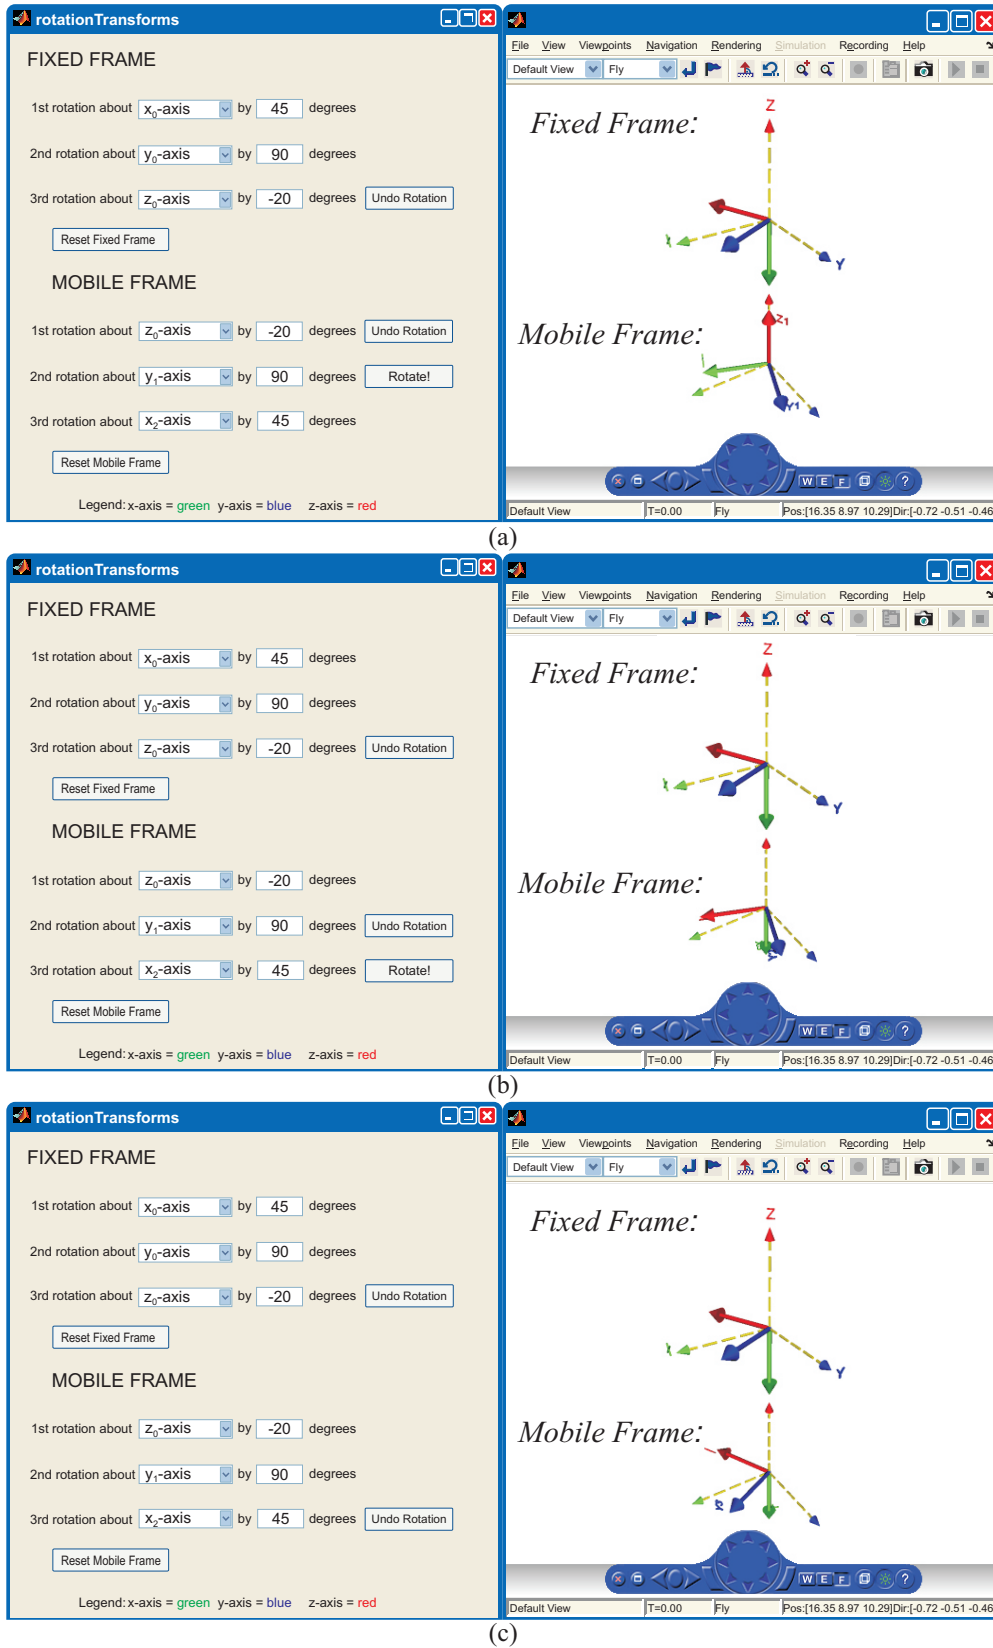 rotationTransforms
FIXED FRAME
1st rotation about x0-axis by 45 degrees
2nd rotation about y0-axis by 90 degrees
3rd rotation about z0-axis by -20 degrees Undo Rotation
Reset Fixed Frame
MOBILE FRAME
1st rotation about z0-axis by -20 degrees Undo Rotation
2nd rotation about y1-axis by 90 degrees Rotate!
3rd rotation about x2-axis by 45 degrees
Reset Mobile Frame
Legend: x-axis = green y-axis = blue z-axis = red
File View Viewpoints Navigation Rendering Simulation Recording Help
Default View Fly
Z
Fixed Frame:
X
Y
Mobile Frame:
Z1
Y1
W E F ?
Default View T=0.00 Fly Pos:[16.35 8.97 10.29]Dir:[-0.72 -0.51 -0.46
(a)
rotationTransforms
FIXED FRAME
1st rotation about x0-axis by 45 degrees
2nd rotation about y0-axis by 90 degrees
3rd rotation about z0-axis by -20 degrees Undo Rotation
Reset Fixed Frame
MOBILE FRAME
1st rotation about z0-axis by -20 degrees
2nd rotation about y1-axis by 90 degrees Undo Rotation
3rd rotation about x2-axis by 45 degrees Rotate!
Reset Mobile Frame
Legend: x-axis = green y-axis = blue z-axis = red
File View Viewpoints Navigation Rendering Simulation Recording Help
Default View Fly
Z
Fixed Frame:
X
Y
Mobile Frame:
W E F ?
Default View T=0.00 Fly Pos:[16.35 8.97 10.29]Dir:[-0.72 -0.51 -0.46
(b)
rotationTransforms
FIXED FRAME
1st rotation about x0-axis by 45 degrees
2nd rotation about y0-axis by 90 degrees
3rd rotation about z0-axis by -20 degrees Undo Rotation
Reset Fixed Frame
MOBILE FRAME
1st rotation about z0-axis by -20 degrees
2nd rotation about y1-axis by 90 degrees
3rd rotation about x2-axis by 45 degrees Undo Rotation
Reset Mobile Frame
Legend: x-axis = green y-axis = blue z-axis = red
File View Viewpoints Navigation Rendering Simulation Recording Help
Default View Fly
Z
Fixed Frame:
X
Y
Mobile Frame:
W E F ?
Default View T=0.00 Fly Pos:[16.35 8.97 10.29]Dir:[-0.72 -0.51 -0.46
(c)